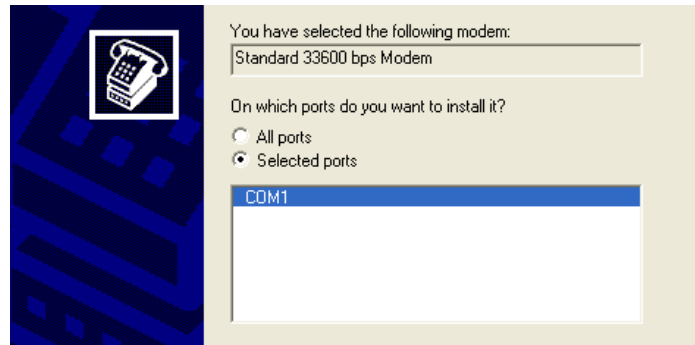 You have selected the following modem:
Standard 33600 bps Modem
On which ports do you want to install it?
All ports
Selected ports
COM1